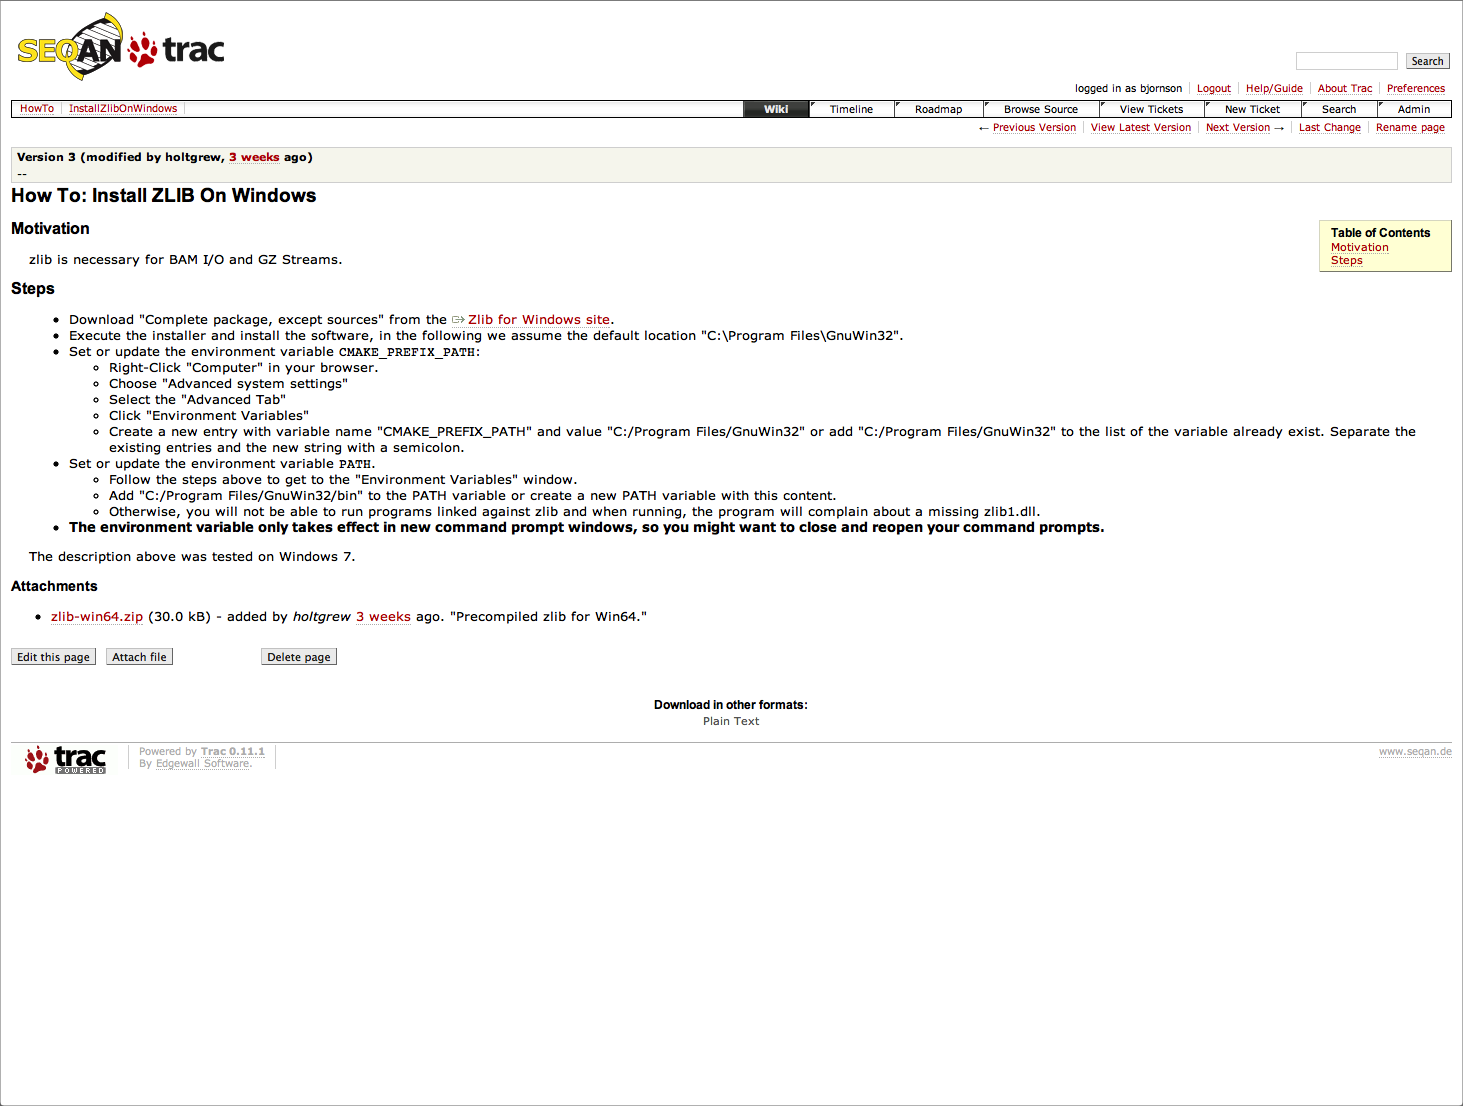 SEQAN trac
Search
logged in as bjornson Logout Help/Guide About Trac Preferences
HowTo InstallZlibOnWindows Wiki Timeline Roadmap Browse Source View Tickets New Ticket Search Admin
← Previous Version View Latest Version Next Version → Last Change Rename page
Version 3 (modified by holtgrew, 3 weeks ago)
--
How To: Install ZLIB On Windows
Table of Contents
Motivation
Steps
Motivation
zlib is necessary for BAM I/O and GZ Streams.
Steps
• Download "Complete package, except sources" from the Zlib for Windows site.
• Execute the installer and install the software, in the following we assume the default location "C:\Program Files\GnuWin32".
• Set or update the environment variable CMAKE_PREFIX_PATH:
◦ Right-Click "Computer" in your browser.
◦ Choose "Advanced system settings"
◦ Select the "Advanced Tab"
◦ Click "Environment Variables"
◦ Create a new entry with variable name "CMAKE_PREFIX_PATH" and value "C:/Program Files/GnuWin32" or add "C:/Program Files/GnuWin32" to the list of the variable already exist. Separate the
existing entries and the new string with a semicolon.
• Set or update the environment variable PATH.
◦ Follow the steps above to get to the "Environment Variables" window.
◦ Add "C:/Program Files/GnuWin32/bin" to the PATH variable or create a new PATH variable with this content.
◦ Otherwise, you will not be able to run programs linked against zlib and when running, the program will complain about a missing zlib1.dll.
• The environment variable only takes effect in new command prompt windows, so you might want to close and reopen your command prompts.
The description above was tested on Windows 7.
Attachments
• zlib-win64.zip (30.0 kB) - added by holtgrew 3 weeks ago. "Precompiled zlib for Win64."
Edit this page Attach file Delete page
Download in other formats:
Plain Text
trac POWERED
Powered by Trac 0.11.1
By Edgewall Software.
www.seqan.de